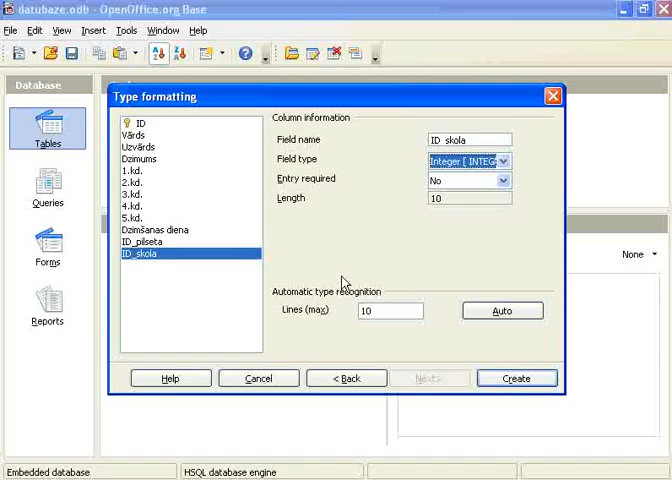 datubaze.odb - OpenOffice.org Base
File Edit View Insert Tools Window Help
Database
Tables
Queries
Forms
Reports
None
Type formatting
ID
Vārds
Uzvārds
Dzimums
1.kd.
2.kd.
3.kd.
4.kd.
5.kd.
Dzimšanas diena
ID_pilseta
ID_skola
Column information
Field name ID_skola
Field type Integer [ INTEG
Entry required No
Length 10
Automatic type recognition
Lines (max) 10 Auto
Help Cancel < Back Next> Create
Embedded database HSQL database engine